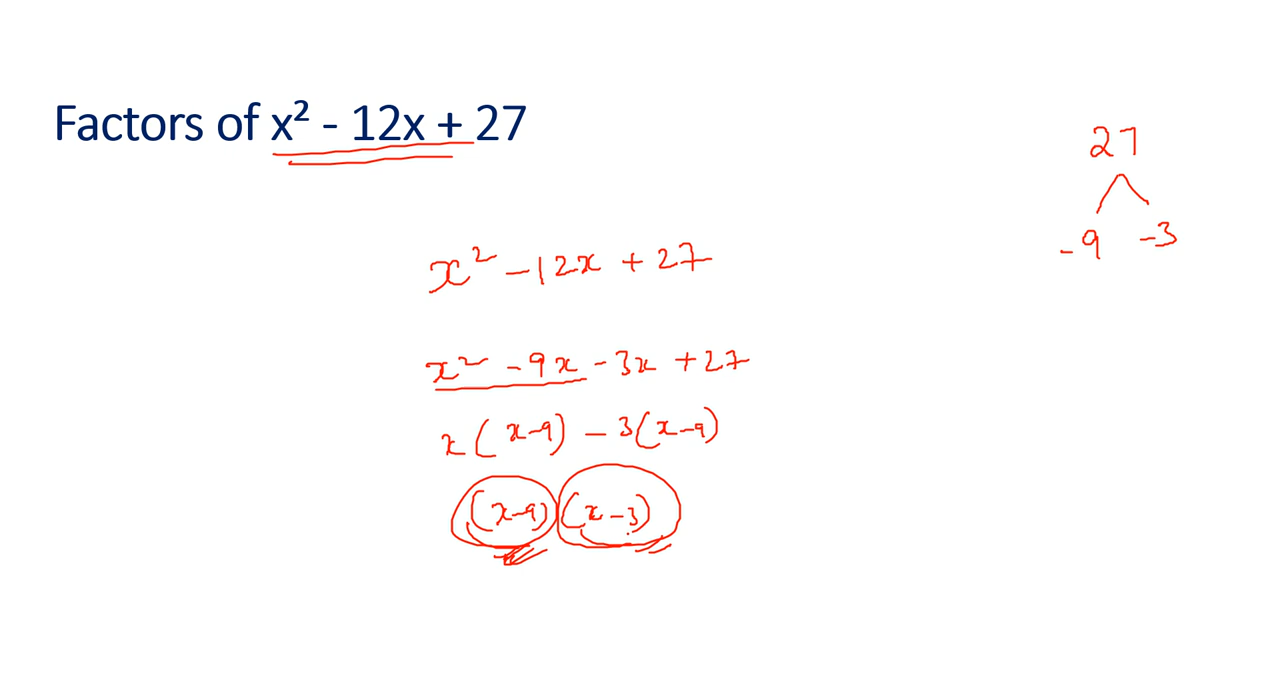 Factors of x² - 12x + 27
27
-9 -3
x² -12x + 27
x² -9x -3x +27
x(x-9) -3(x-9)
(x-9)(x-3)